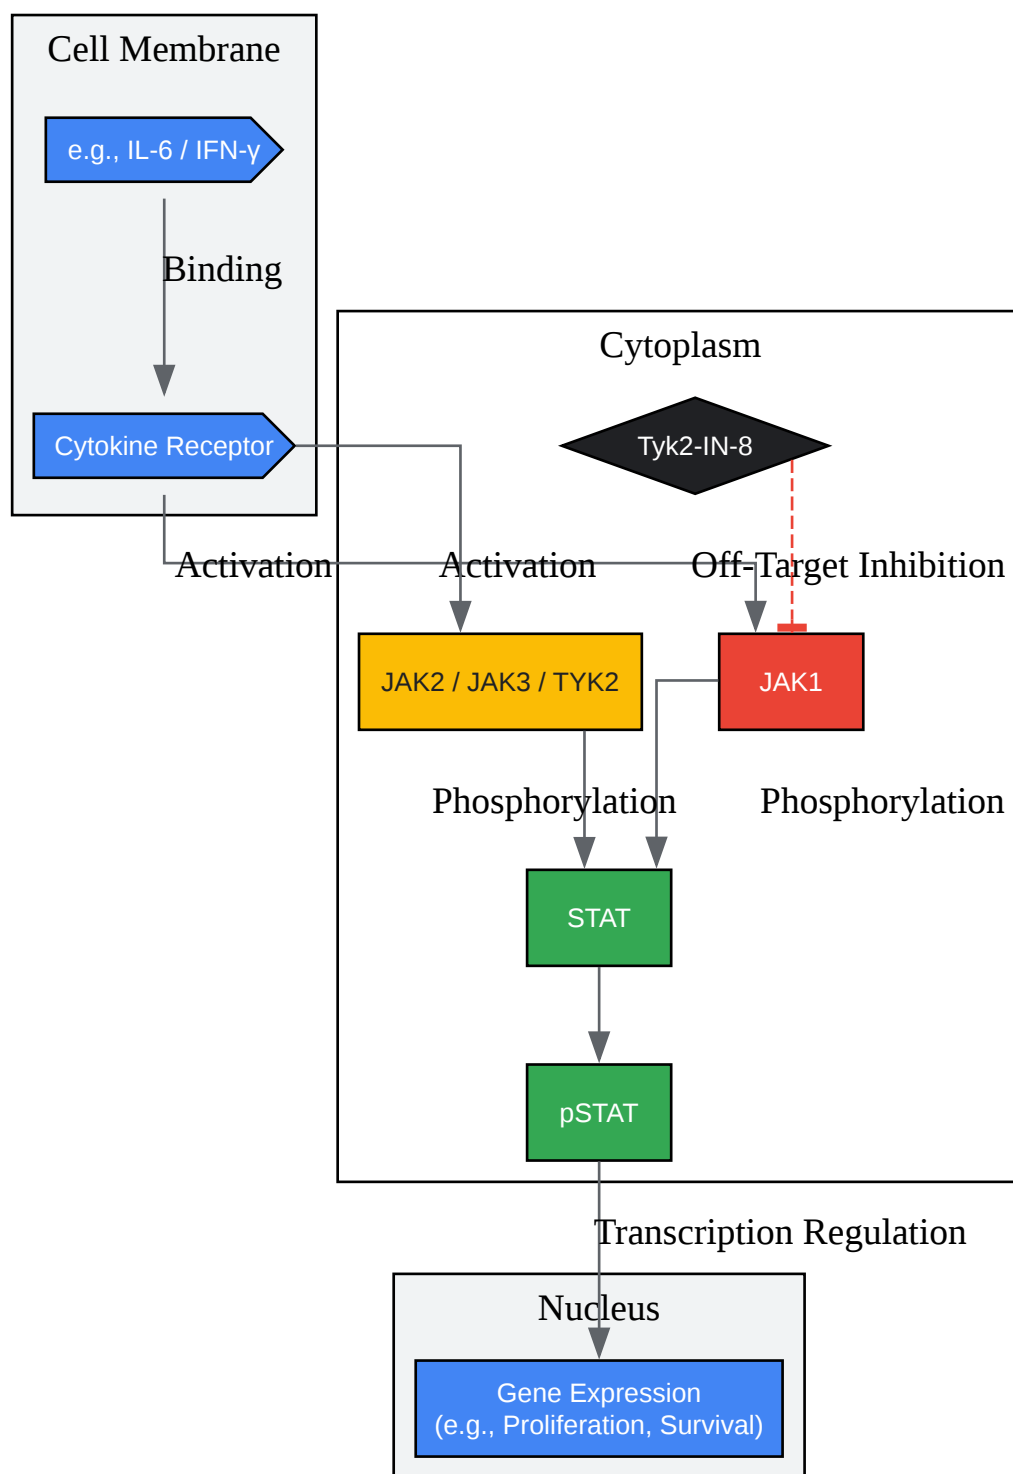 Cell Membrane
e.g., IL-6 / IFN-γ
Binding
Cytoplasm
Cytokine Receptor
Tyk2-IN-8
Activation
Activation
Off-Target Inhibition
JAK2 / JAK3 / TYK2
JAK1
Phosphorylation
Phosphorylation
STAT
pSTAT
Transcription Regulation
Nucleus
Gene Expression
(e.g., Proliferation, Survival)